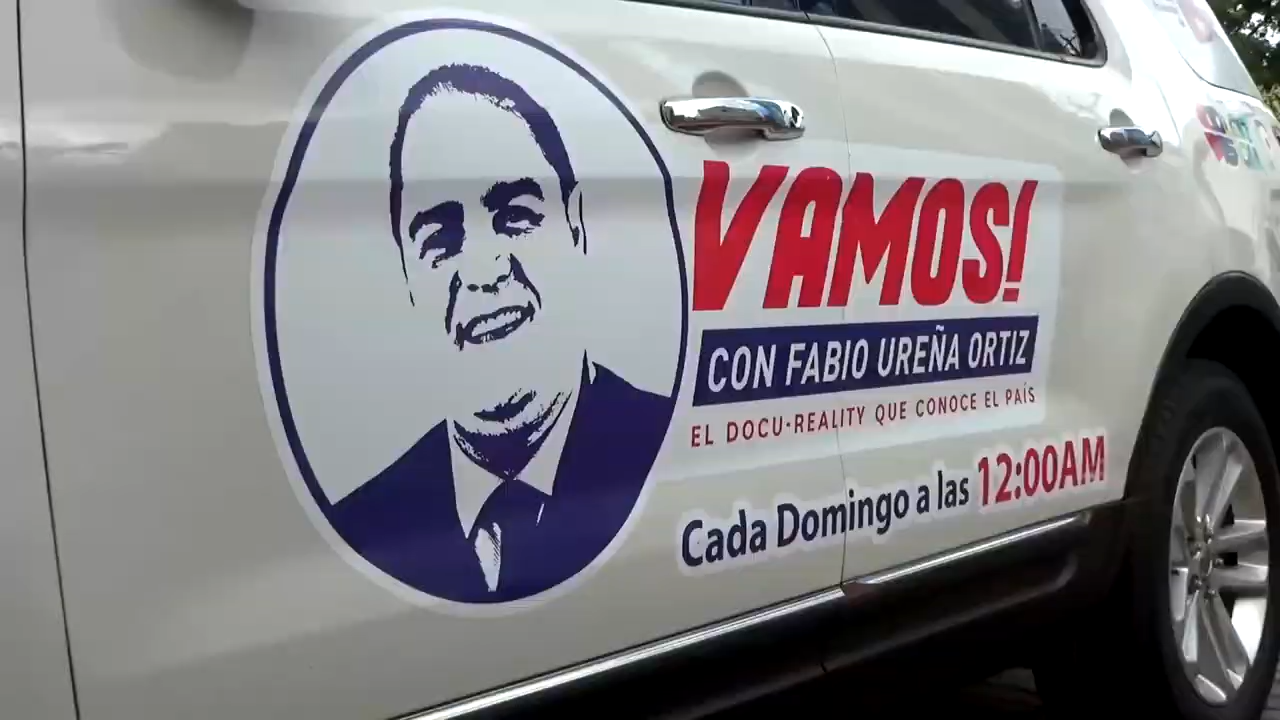 VAMOS!
CON FABIO UREÑA ORTIZ
EL DOCU-REALITY QUE CONOCE EL PAÍS
Cada Domingo a las 12:00AM